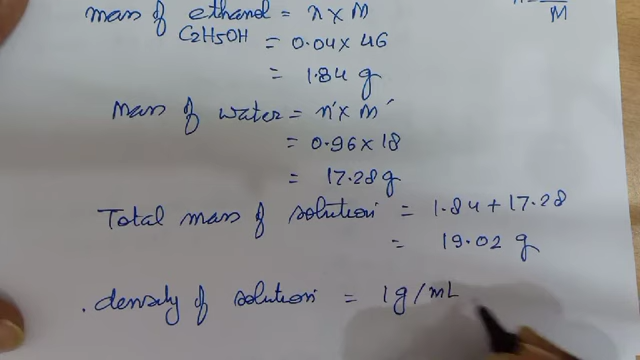 mass of ethanol = n x M
C2H5OH = 0.04 x 46
= 1.84 g
M
Mass of water = n' x M'
= 0.96 x 18
= 17.28 g
Total mass of solution = 1.84 + 17.28
= 19.02 g
. density of solution = 1g/mL